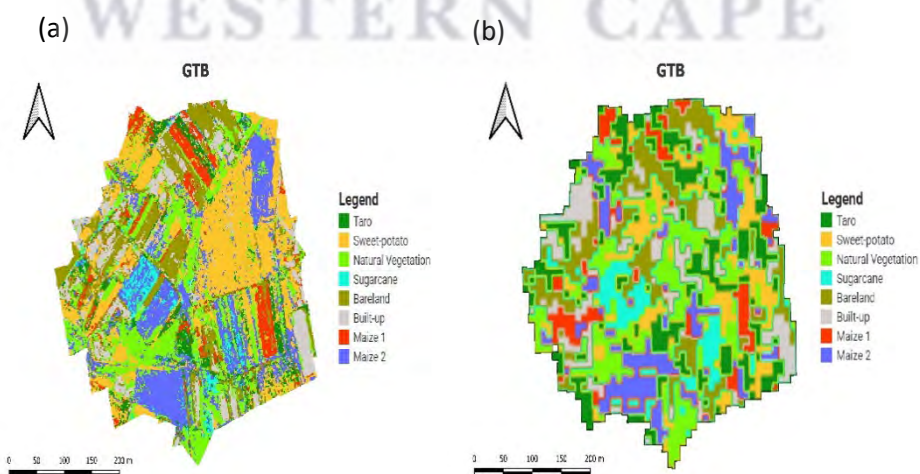 WESTERN CAPE
(a)
GTB
Legend
Taro
Sweet-potato
Natural Vegetation
Sugarcane
Bareland
Built-up
Maize 1
Maize 2
0 50 100 150 200 m
(b)
GTB
Legend
Taro
Sweet-potato
Natural Vegetation
Sugarcane
Bareland
Built-up
Maize 1
Maize 2
0 50 100 150 200 m